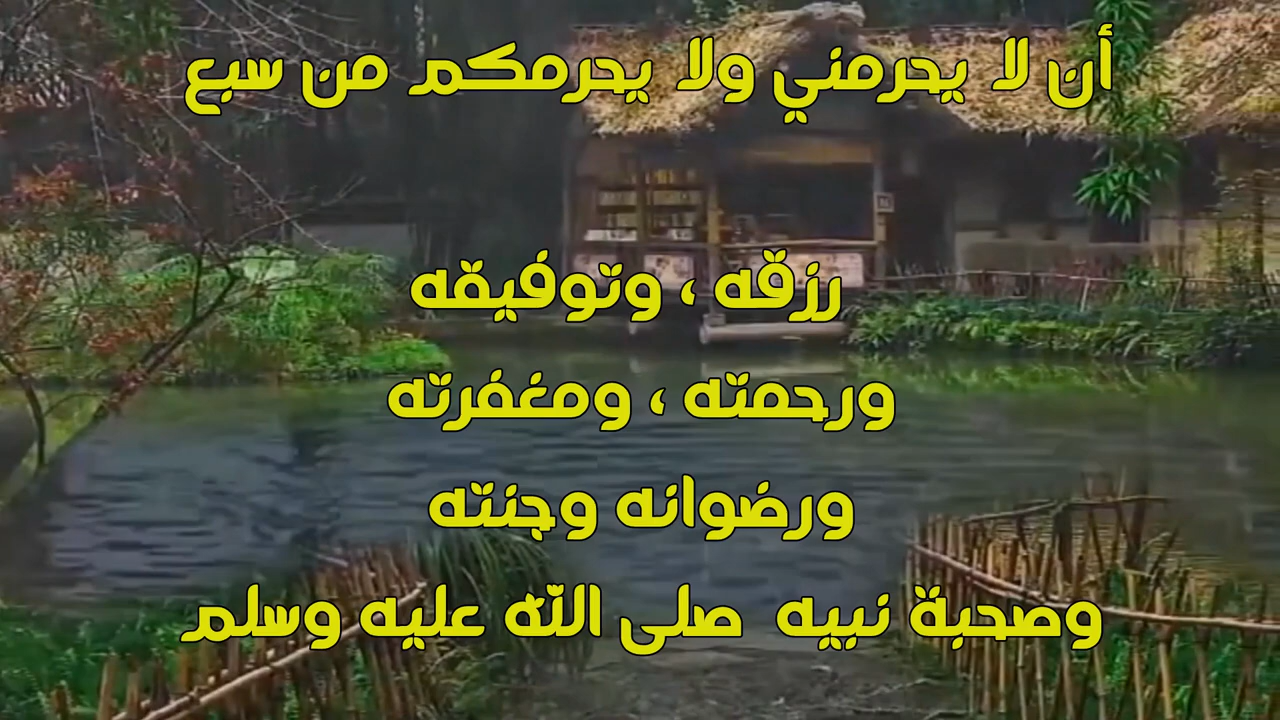 أن لا يحرمني ولا يحرمكم من سبع
رزقه ، وتوفيقه
ورحمته ، ومغفرته
ورضوانه وجنته
وصحبة نبيه صلى الله عليه وسلم